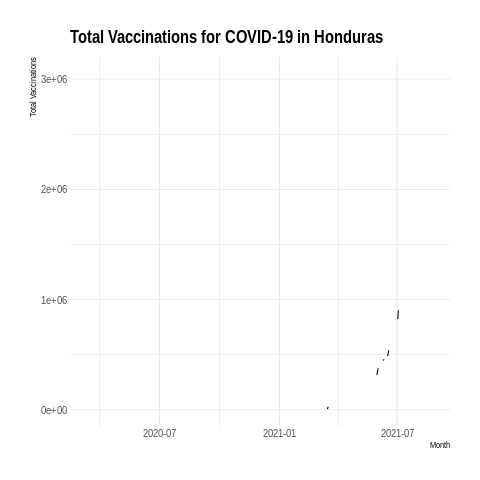 Total Vaccinations for COVID-19 in Honduras
Total Vaccinations
3e+06
2e+06
1e+06
0e+00
2020-07
2021-01
2021-07
Month